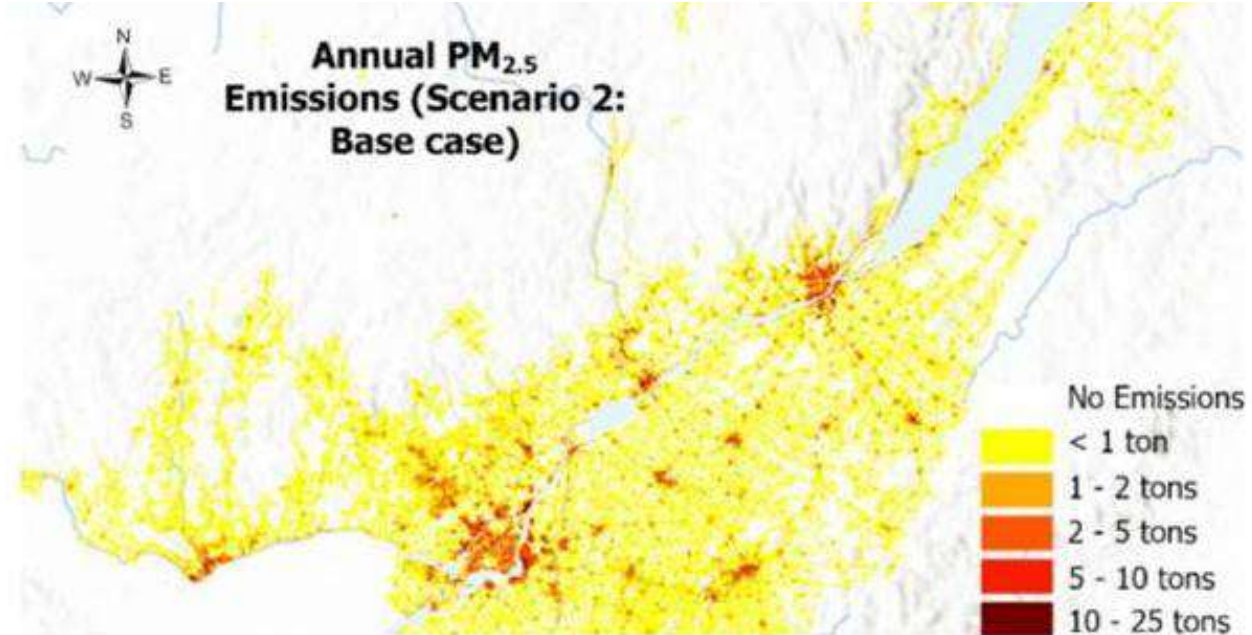 N
W E
S
Annual PM2.5
Emissions (Scenario 2:
Base case)
No Emissions
< 1 ton
1 - 2 tons
2 - 5 tons
5 - 10 tons
10 - 25 tons